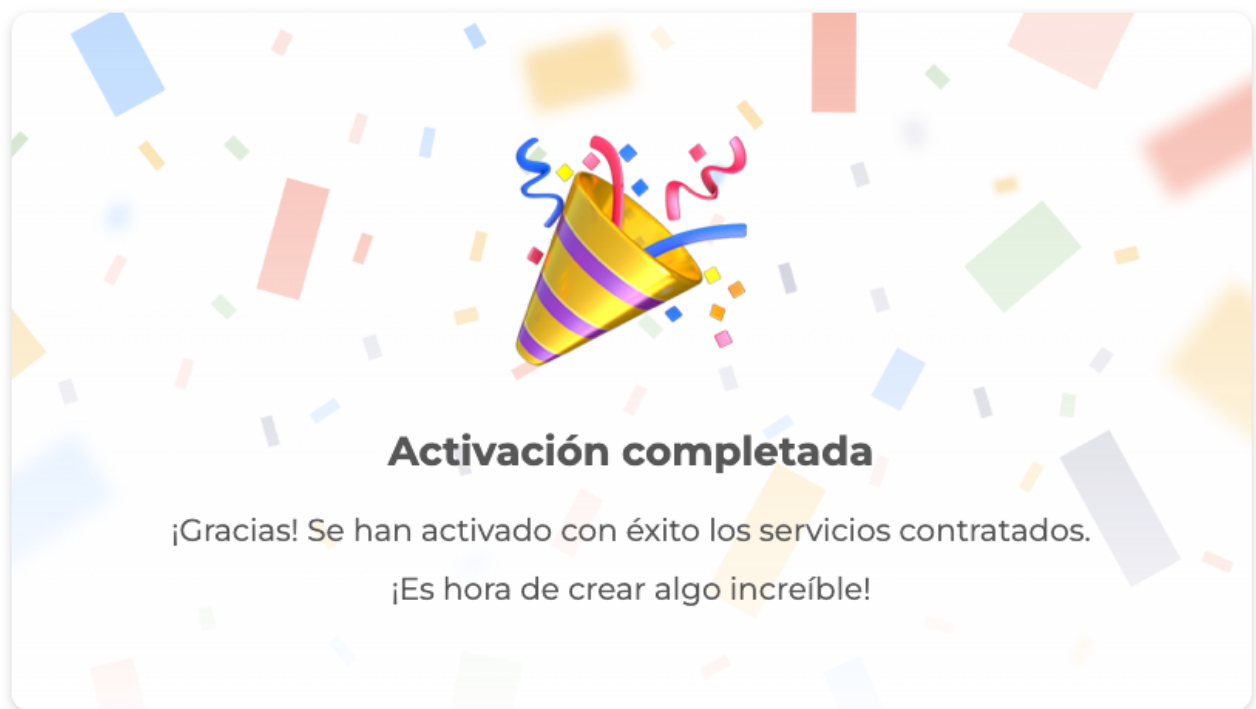 Activación completada
¡Gracias! Se han activado con éxito los servicios contratados.
¡Es hora de crear algo increíble!